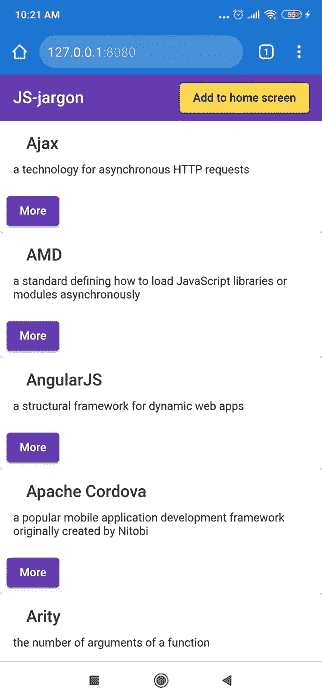 10:21 AM
55
127.0.0.1:8080
1
JS-jargon
Add to home screen
Ajax
a technology for asynchronous HTTP requests
More
AMD
a standard defining how to load JavaScript libraries or
modules asynchronously
More
AngularJS
a structural framework for dynamic web apps
More
Apache Cordova
a popular mobile application development framework
originally created by Nitobi
More
Arity
the number of arguments of a function